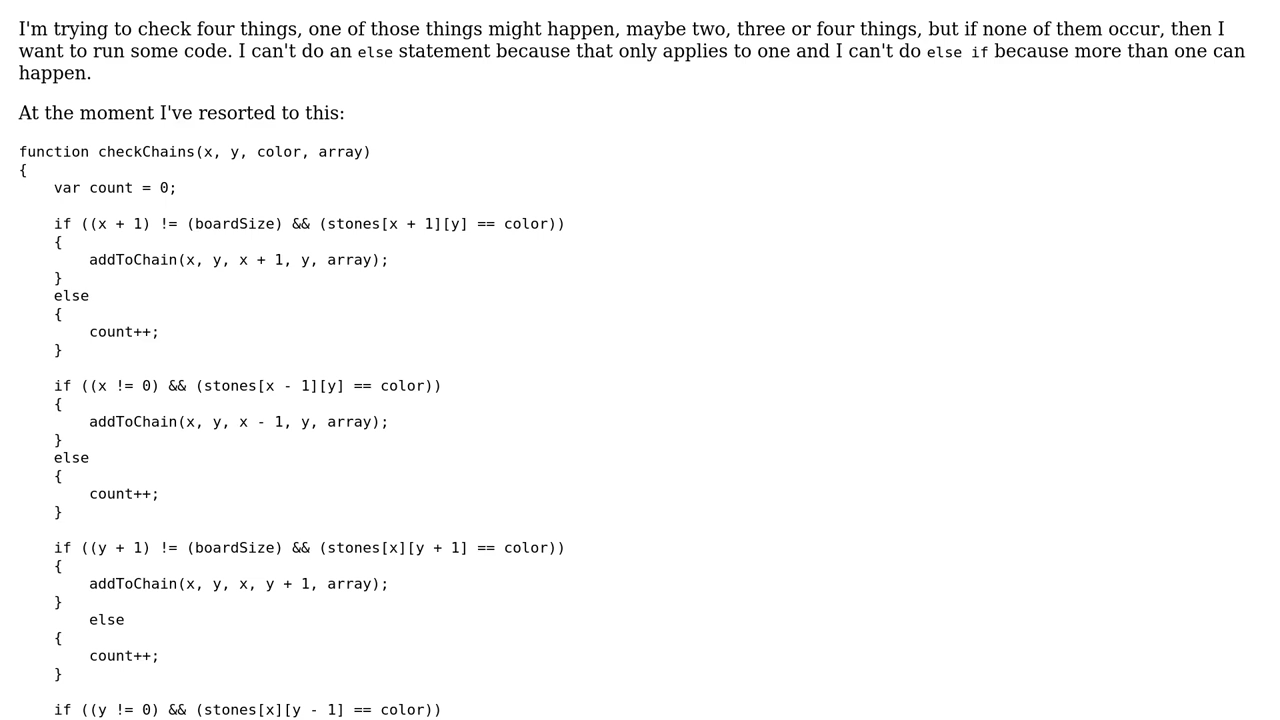 I'm trying to check four things, one of those things might happen, maybe two, three or four things, but if none of them occur, then I
want to run some code. I can't do an else statement because that only applies to one and I can't do else if because more than one can
happen.
At the moment I've resorted to this:
function checkChains(x, y, color, array)
{
    var count = 0;
    if ((x + 1) != (boardSize) && (stones[x + 1][y] == color))
    {
        addToChain(x, y, x + 1, y, array);
    }
    else
    {
        count++;
    }
    if ((x != 0) && (stones[x - 1][y] == color))
    {
        addToChain(x, y, x - 1, y, array);
    }
    else
    {
        count++;
    }
    if ((y + 1) != (boardSize) && (stones[x][y + 1] == color))
    {
        addToChain(x, y, x, y + 1, array);
    }
        else
    {
        count++;
    }
    if ((y != 0) && (stones[x][y - 1] == color))